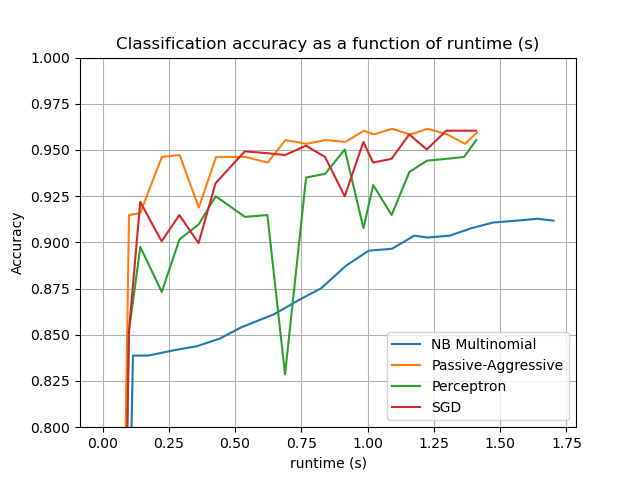 Classification accuracy as a function of runtime (s)
1.000
0.975
0.950
0.925
0.900
0.875
0.850
0.825
0.800
Accuracy
NB Multinomial
Passive-Aggressive
Perceptron
SGD
0.00 0.25 0.50 0.75 1.00 1.25 1.50 1.75
runtime (s)